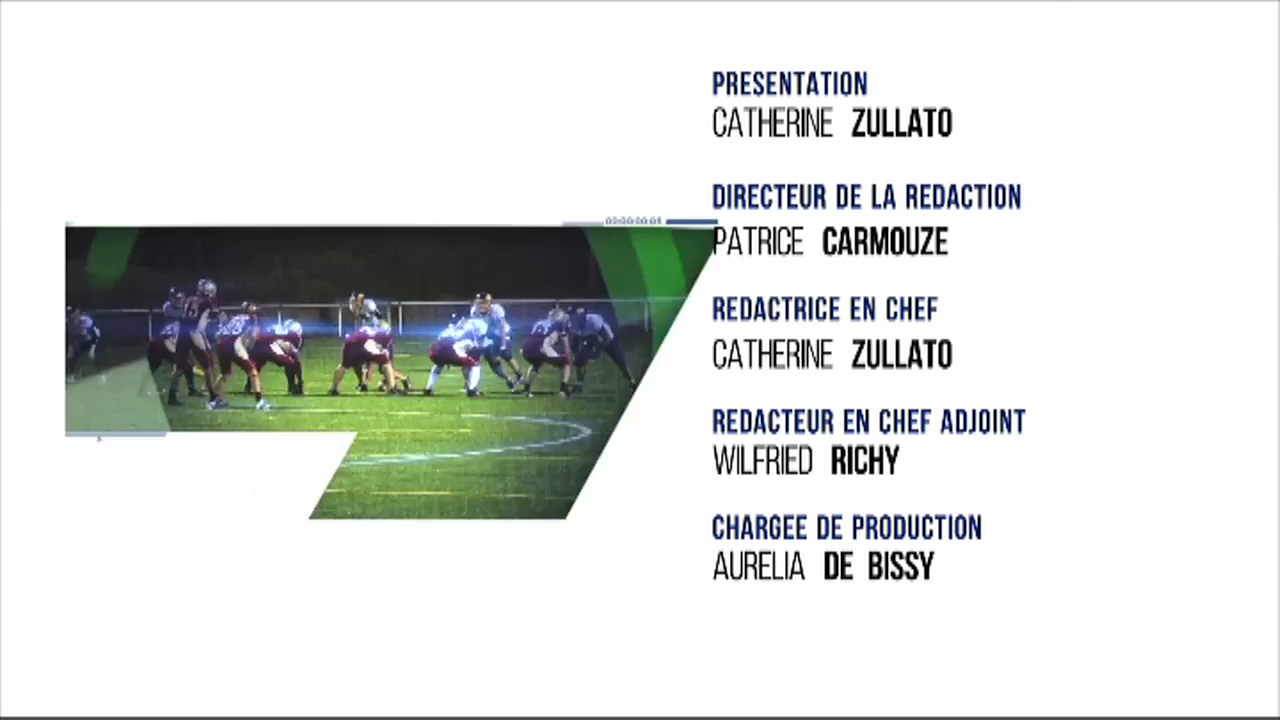 PRESENTATION
CATHERINE ZULLATO
DIRECTEUR DE LA REDACTION
PATRICE CARMOUZE
REDACTRICE EN CHEF
CATHERINE ZULLATO
REDACTEUR EN CHEF ADJOINT
WILFRIED RICHY
CHARGEE DE PRODUCTION
AURELIA DE BISSY